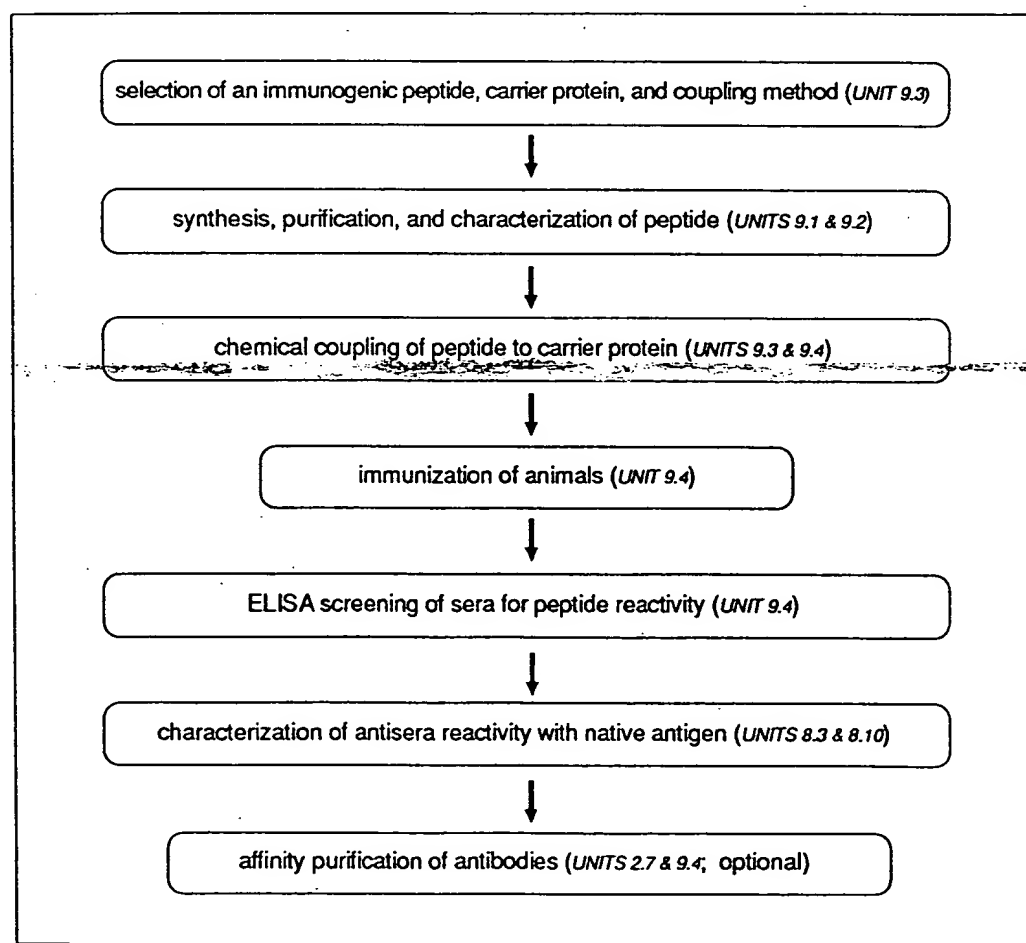 selection of an immunogenic peptide, carrier protein, and coupling method (UNIT 9.3)
synthesis, purification, and characterization of peptide (UNITS 9.1 & 9.2)
chemical coupling of peptide to carrier protein (UNITS 9.3 & 9.4)
immunization of animals (UNIT 9.4)
ELISA screening of sera for peptide reactivity (UNIT 9.4)
characterization of antisera reactivity with native antigen (UNITS 8.3 & 8.10)
affinity purification of antibodies (UNITS 2.7 & 9.4; optional)